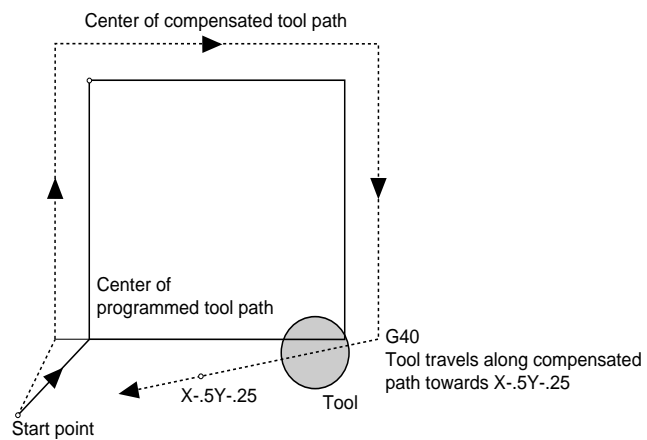 Center of compensated tool path
Center of
programmed tool path
G40
Tool travels along compensated
path towards X-.5Y-.25
X-.5Y-.25
Tool
Start point